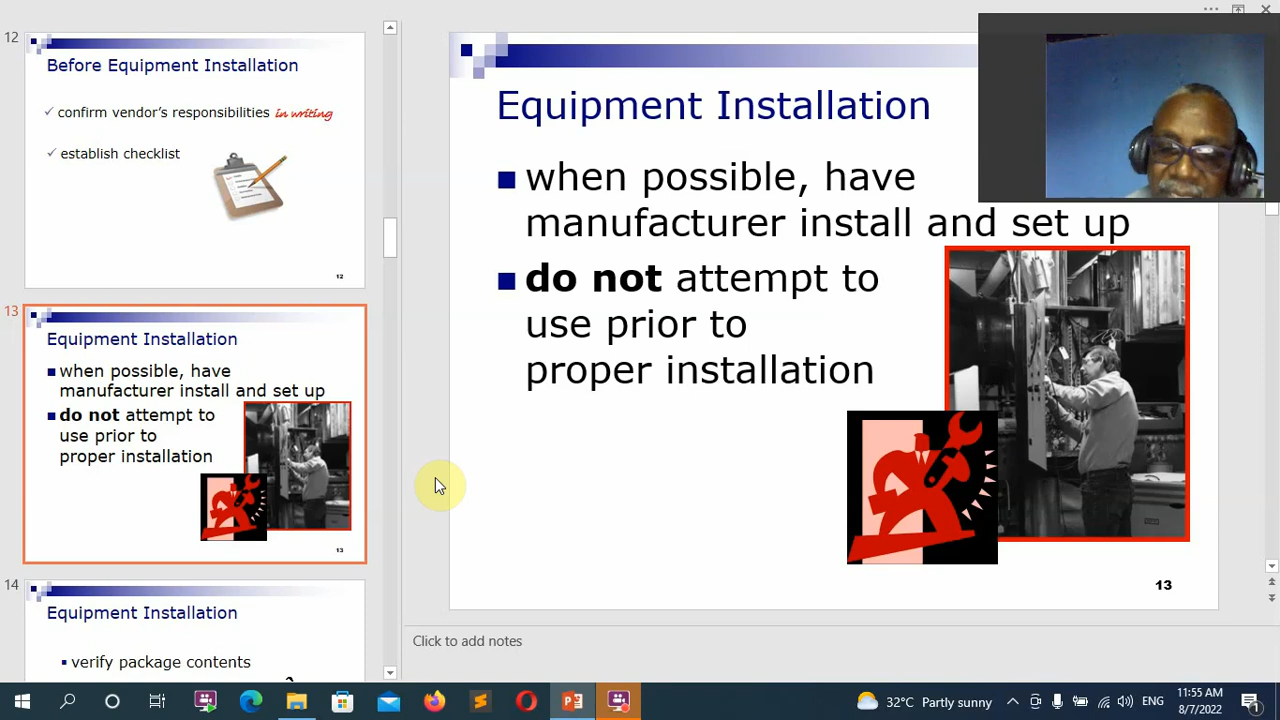 12
Before Equipment Installation
✓ confirm vendor's responsibilities in writing
✓ establish checklist
12
13
Equipment Installation
■ when possible, have
manufacturer install and set up
■ do not attempt to
use prior to
proper installation
13
14
Equipment Installation
▪ verify package contents
Equipment Installation
■ when possible, have
manufacturer install and set up
■ do not attempt to
use prior to
proper installation
13
Click to add notes
32°C Partly sunny
ENG
11:55 AM
8/7/2022
1